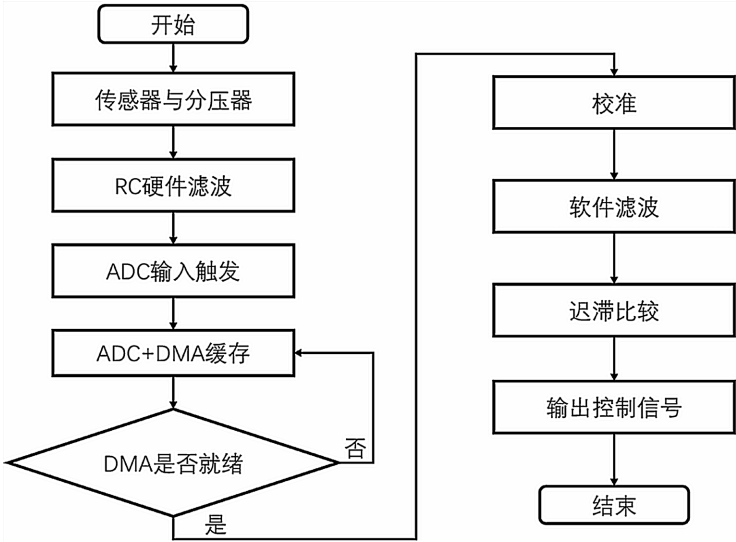 开始
传感器与分压器
RC硬件滤波
ADC输入触发
ADC+DMA缓存
DMA是否就绪
否
是
校准
软件滤波
迟滞比较
输出控制信号
结束